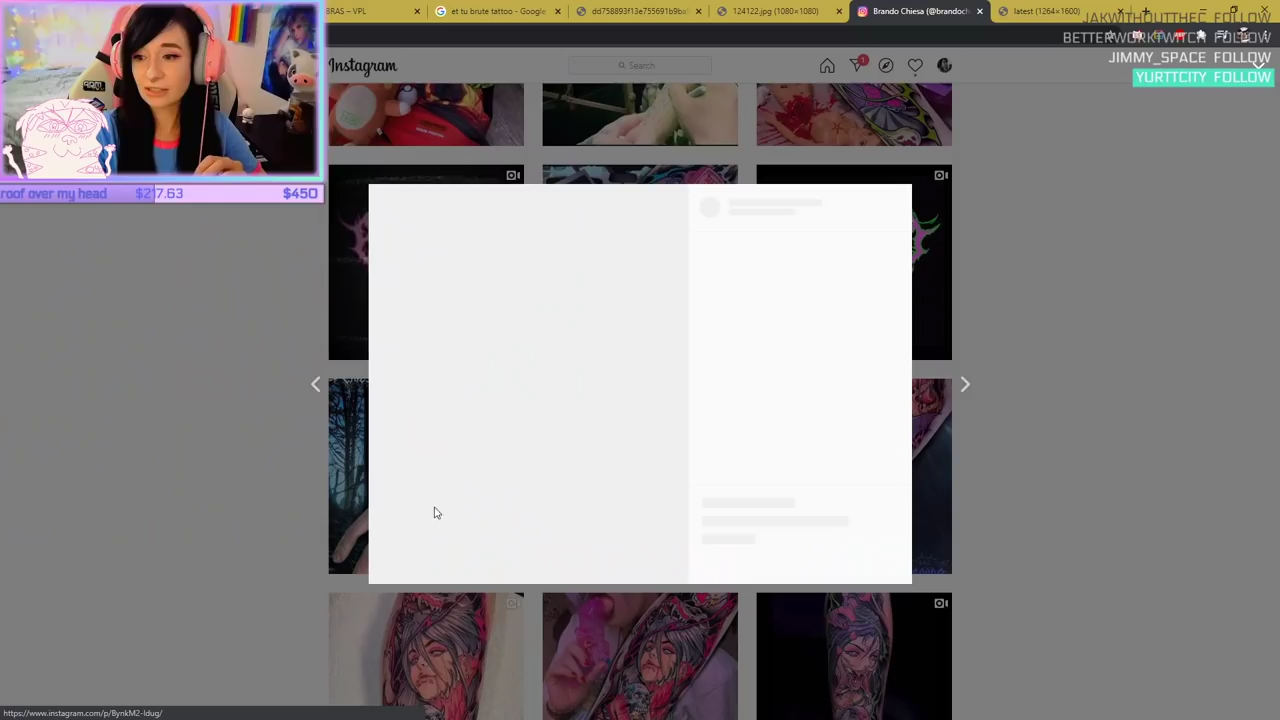 BRAS – VPL
et tu brute tattoo - Google
dd758893f13e755691b9ba
124122.jpg (1080×1080)
Brando Chiesa (@brandoch
latest (1264×1600)
JAKWITHOUTTHEC FOLLOW
BETTERWORKTWITCH FOLLOW
JIMMY_SPACE FOLLOW
YURTTCITY FOLLOW
Instagram
Search
roof over my head $217.63 $450
https://www.instagram.com/p/BynkM2-ldug/